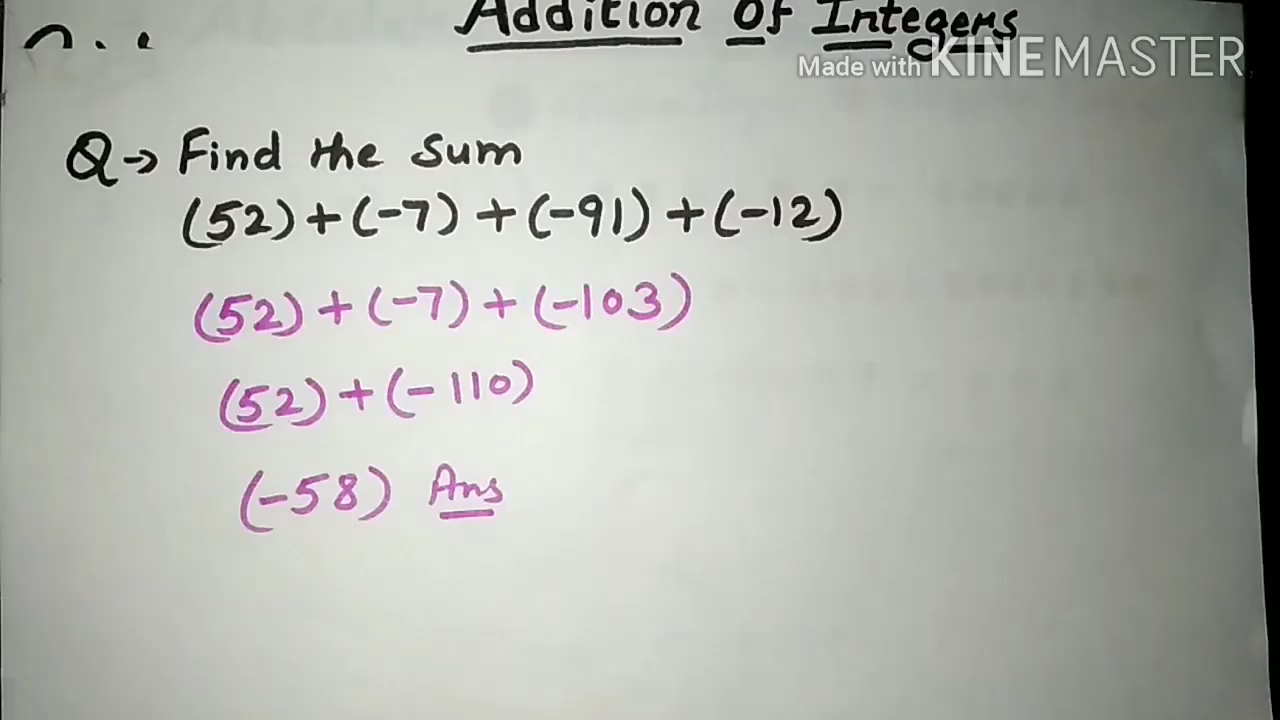 Addition of Integers
Made with KINEMASTER
Q→ Find the sum
(52)+(-7)+(-91)+(-12)
(52)+(-7)+(-103)
(52)+(-110)
(-58) Ans